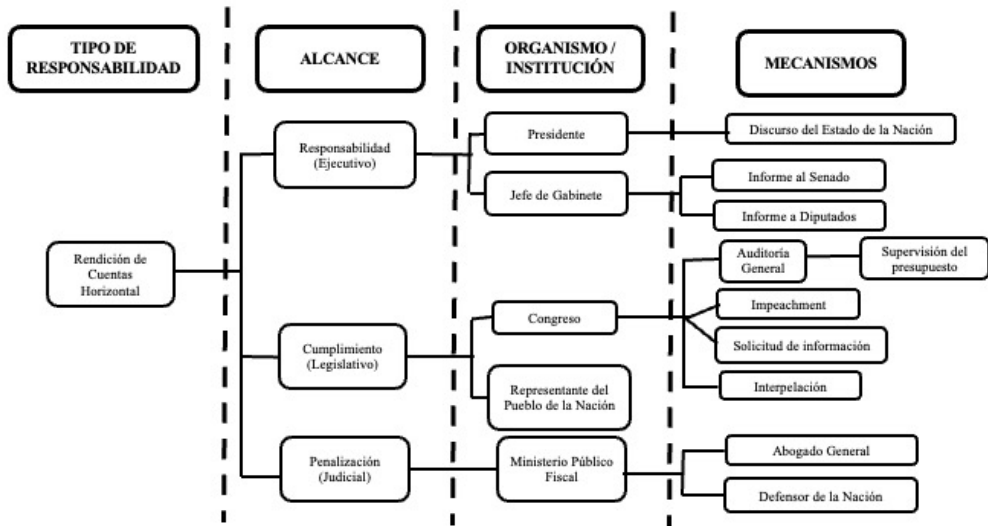 TIPO DE
RESPONSABILIDAD
ALCANCE
ORGANISMO /
INSTITUCIÓN
MECANISMOS
Rendición de
Cuentas
Horizontal
Responsabilidad
(Ejecutivo)
Presidente
Discurso del Estado de la Nación
Jefe de Gabinete
Informe al Senado
Informe a Diputados
Cumplimiento
(Legislativo)
Congreso
Auditoría
General
Supervisión del
presupuesto
Impeachment
Solicitud de información
Interpelación
Representante del
Pueblo de la Nación
Penalización
(Judicial)
Ministerio Público
Fiscal
Abogado General
Defensor de la Nación